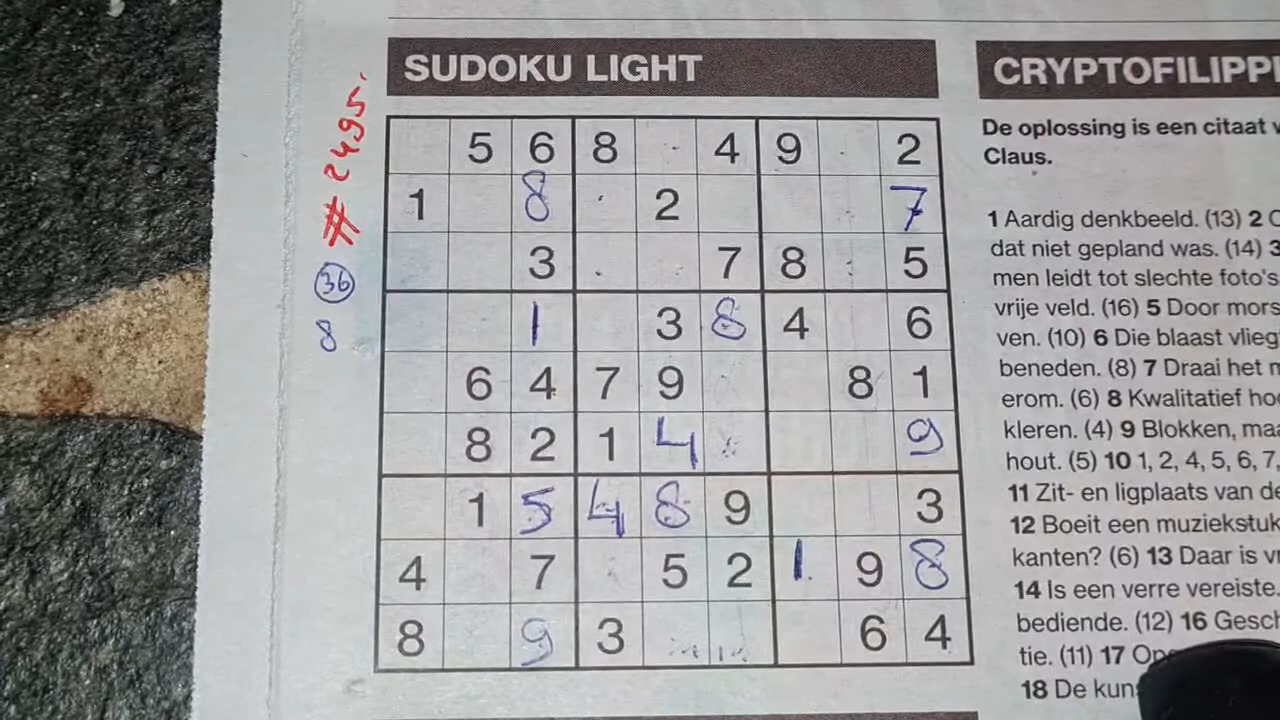 SUDOKU LIGHT
# 2495.
8 36
5 6 8 4 9 2
1 8 2 7
3 7 8 5
1 3 8 4 6
6 4 7 9 8 1
8 2 1 4 9
1 5 4 8 9 3
4 7 5 2 1. 9 8
8 9 3 6 4
CRYPTOFILIPPI
De oplossing is een citaat
Claus.
1 Aardig denkbeeld. (13) 2
dat niet gepland was. (14) 3
men leidt tot slechte foto's
vrije veld. (16) 5 Door mors
ven. (10) 6 Die blaast vlieg
beneden. (8) 7 Draai het
erom. (6) 8 Kwalitatief
kleren. (4) 9 Blokken,
hout. (5) 10 1, 2, 4, 5, 6, 7,
11 Zit- en ligplaats van
12 Boeit een muziekstuk
kanten? (6) 13 Daar is
14 Is een verre vereiste.
bediende. (12) 16 Gesch
tie. (11) 17
18 De